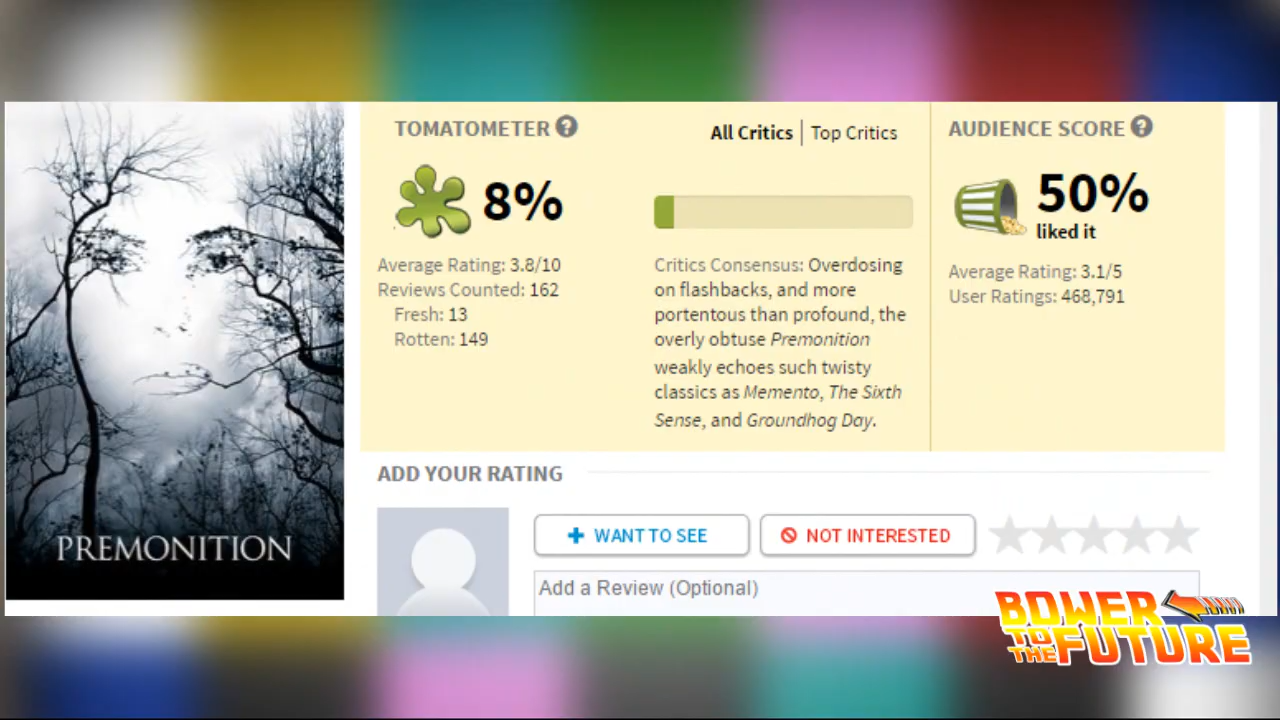 PREMONITION
TOMATOMETER ?
8%
Average Rating: 3.8/10
Reviews Counted: 162
Fresh: 13
Rotten: 149
All Critics | Top Critics
Critics Consensus: Overdosing
on flashbacks, and more
portentous than profound, the
overly obtuse Premonition
weakly echoes such twisty
classics as Memento, The Sixth
Sense, and Groundhog Day.
AUDIENCE SCORE ?
50%
liked it
Average Rating: 3.1/5
User Ratings: 468,791
ADD YOUR RATING
WANT TO SEE
NOT INTERESTED
Add a Review (Optional)
BOWER
TO THE FUTURE